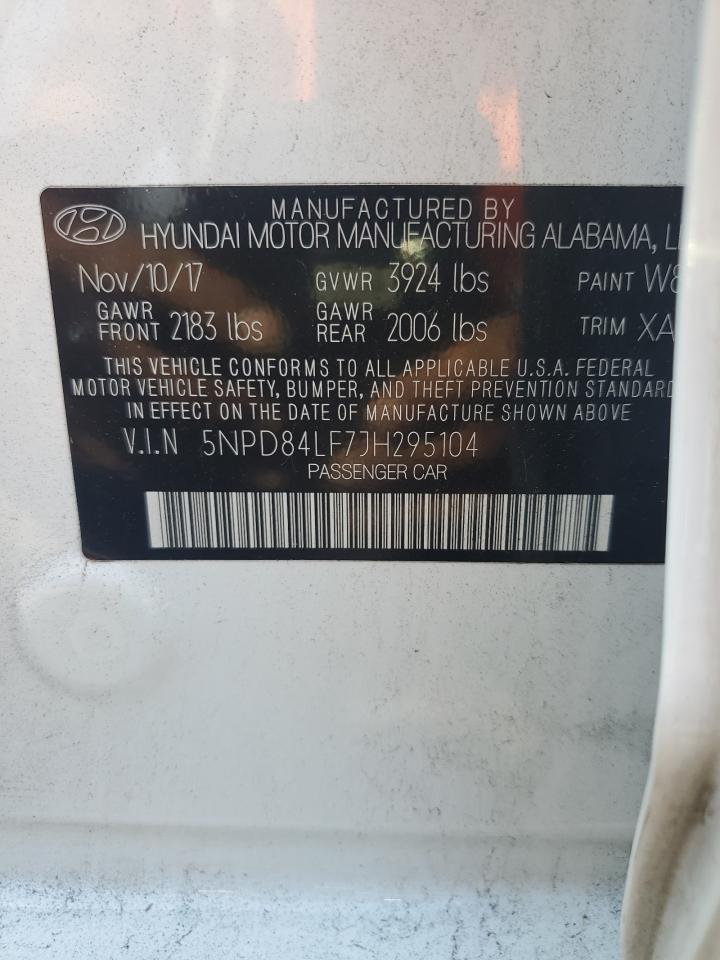 MANUFACTURED BY
HYUNDAI MOTOR MANUFACTURING ALABAMA,
Nov/10/17 GVWR 3924 lbs PAINT
GAWR FRONT 2183 lbs GAWR REAR 2006 lbs TRIM XA
THIS VEHICLE CONFORMS TO ALL APPLICABLE U.S.A. FEDERAL
MOTOR VEHICLE SAFETY, BUMPER, AND THEFT PREVENTION STANDARD
IN EFFECT ON THE DATE OF MANUFACTURE SHOWN ABOVE
V.I.N 5NPD84LF7JH295104
PASSENGER CAR